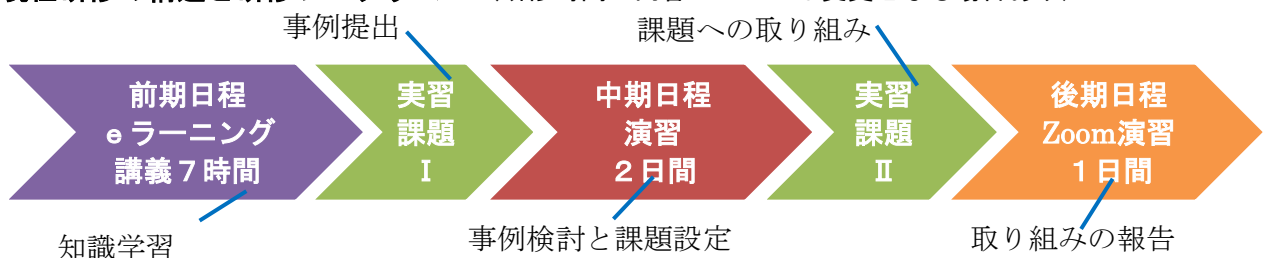 事例提出
課題への取り組み
前期日程
eラーニング
講義7時間
実習
課題
Ⅰ
中期日程
演習
2日間
実習
課題
Ⅱ
後期日程
Zoom演習
1日間
知識学習
事例検討と課題設定
取り組みの報告